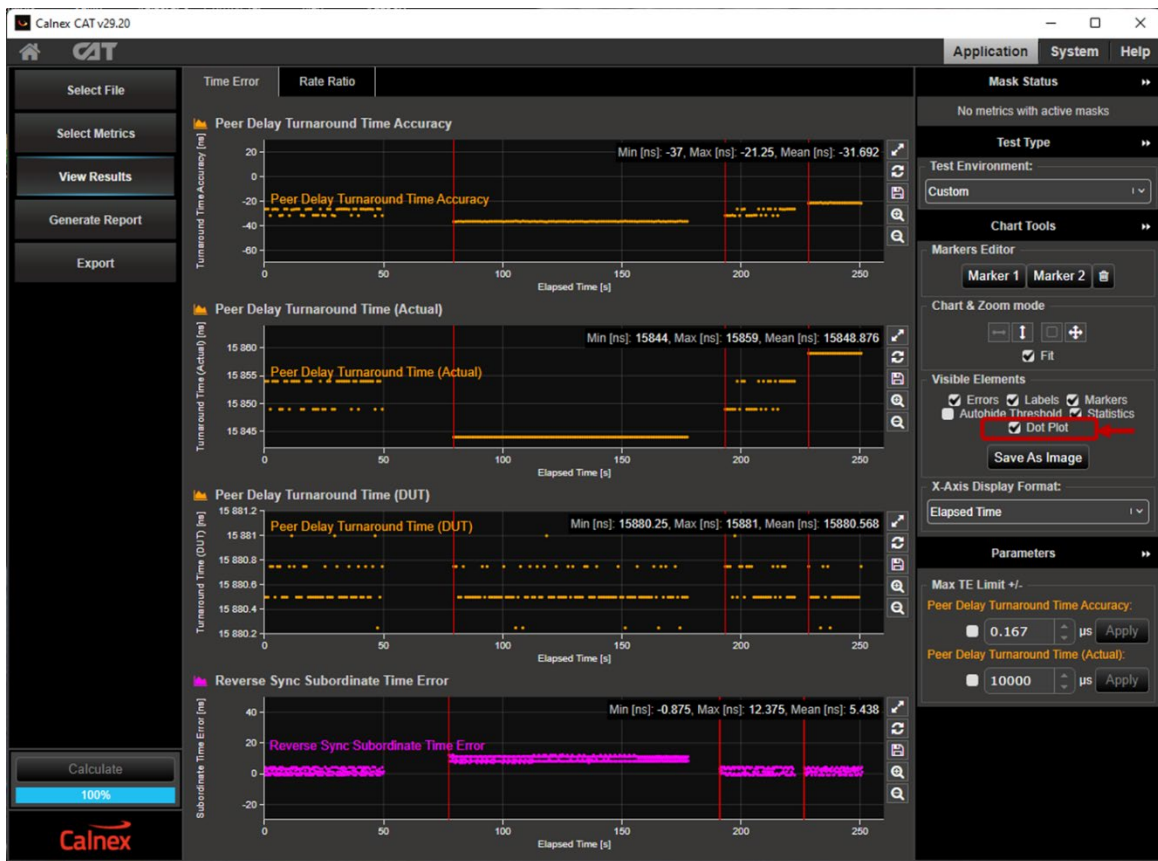 Calnex CAT v29.20
CAT
Application System Help
Select File
Select Metrics
View Results
Generate Report
Export
Calculate
100%
Calnex
Time Error Rate Ratio
Peer Delay Turnaround Time Accuracy
Turnaround Time Accuracy [ns]
Min [ns]: -37, Max [ns]: -21.25, Mean [ns]: -31.692
Peer Delay Turnaround Time Accuracy
20
0
-20
-40
-60
0 50 100 150 200 250
Elapsed Time [s]
Peer Delay Turnaround Time (Actual)
Turnaround Time (Actual) [ns]
Min [ns]: 15844, Max [ns]: 15859, Mean [ns]: 15848.876
Peer Delay Turnaround Time (Actual)
15 860
15 855
15 850
15 845
0 50 100 150 200 250
Elapsed Time [s]
Peer Delay Turnaround Time (DUT)
Turnaround Time (DUT) [ns]
Min [ns]: 15880.25, Max [ns]: 15881, Mean [ns]: 15880.568
Peer Delay Turnaround Time (DUT)
15 881.2
15 881
15 880.8
15 880.6
15 880.4
15 880.2
0 50 100 150 200 250
Elapsed Time [s]
Reverse Sync Subordinate Time Error
Subordinate Time Error [ns]
Min [ns]: -0.875, Max [ns]: 12.375, Mean [ns]: 5.438
Reverse Sync Subordinate Time Error
40
20
0
-20
0 50 100 150 200 250
Elapsed Time [s]
Mask Status
No metrics with active masks
Test Type
Test Environment:
Custom
Chart Tools
Markers Editor
Marker 1 Marker 2
Chart & Zoom mode
Fit
Visible Elements
Errors Labels Markers
Autohide Threshold Statistics
Dot Plot
Save As Image
X-Axis Display Format:
Elapsed Time
Parameters
Max TE Limit +/-
Peer Delay Turnaround Time Accuracy:
0.167 µs Apply
Peer Delay Turnaround Time (Actual):
10000 µs Apply